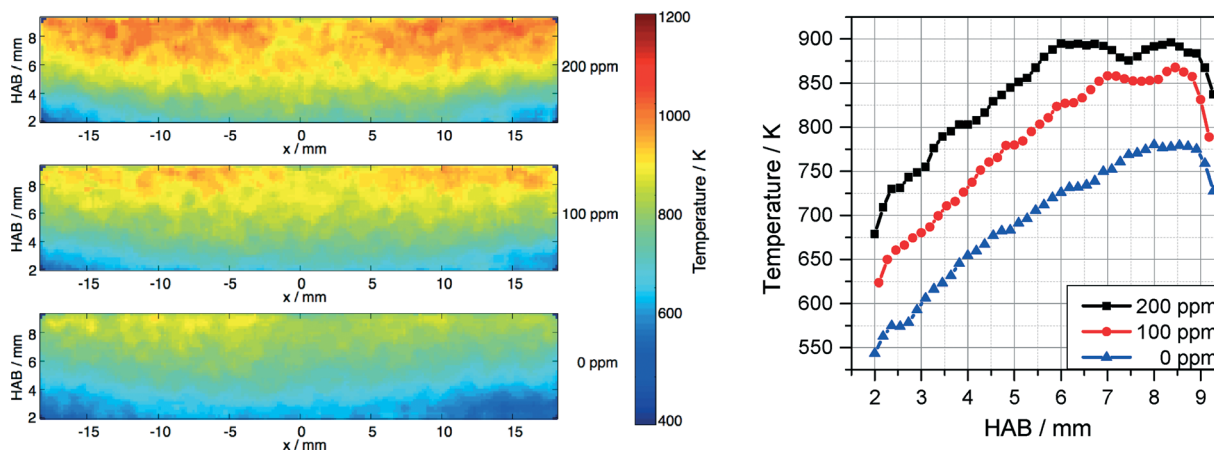 HAB / mm
8
6
4
2
-15 -10 -5 0 5 10 15
x / mm
200 ppm
HAB / mm
8
6
4
2
-15 -10 -5 0 5 10 15
x / mm
100 ppm
HAB / mm
8
6
4
2
-15 -10 -5 0 5 10 15
x / mm
0 ppm
1200
1000
800
600
400
Temperature / K
Temperature / K
900
850
800
750
700
650
600
550
200 ppm
100 ppm
0 ppm
2 3 4 5 6 7 8 9
HAB / mm